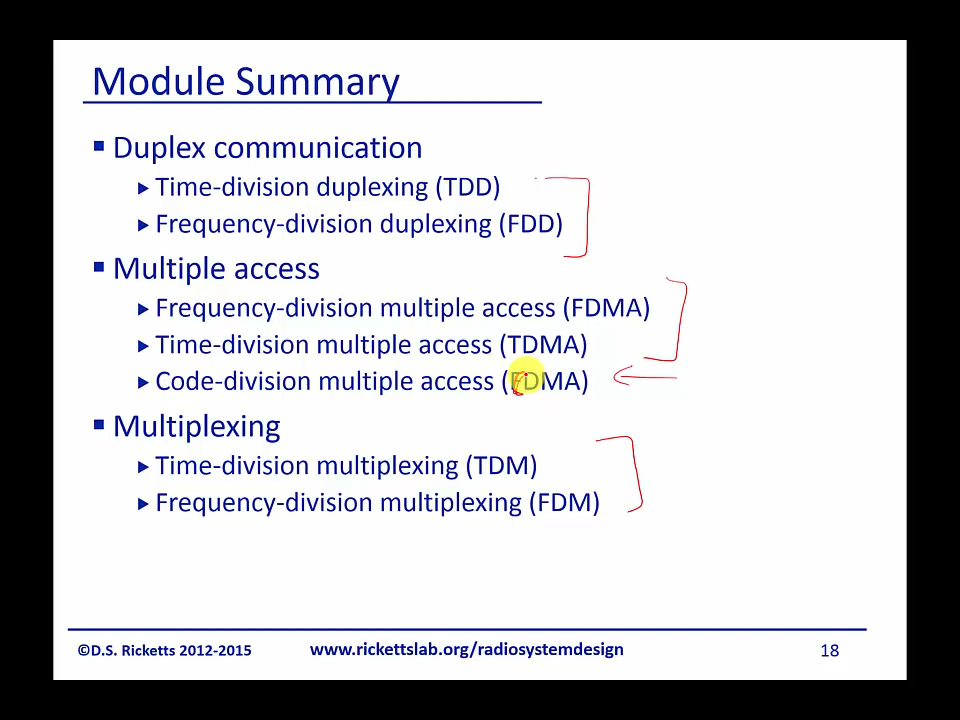 Module Summary
Duplex communication
Time-division duplexing (TDD)
Frequency-division duplexing (FDD)
Multiple access
Frequency-division multiple access (FDMA)
Time-division multiple access (TDMA)
Code-division multiple access (FDMA)
Multiplexing
Time-division multiplexing (TDM)
Frequency-division multiplexing (FDM)
©D.S. Ricketts 2012-2015 www.rickettslab.org/radiosystemdesign 18